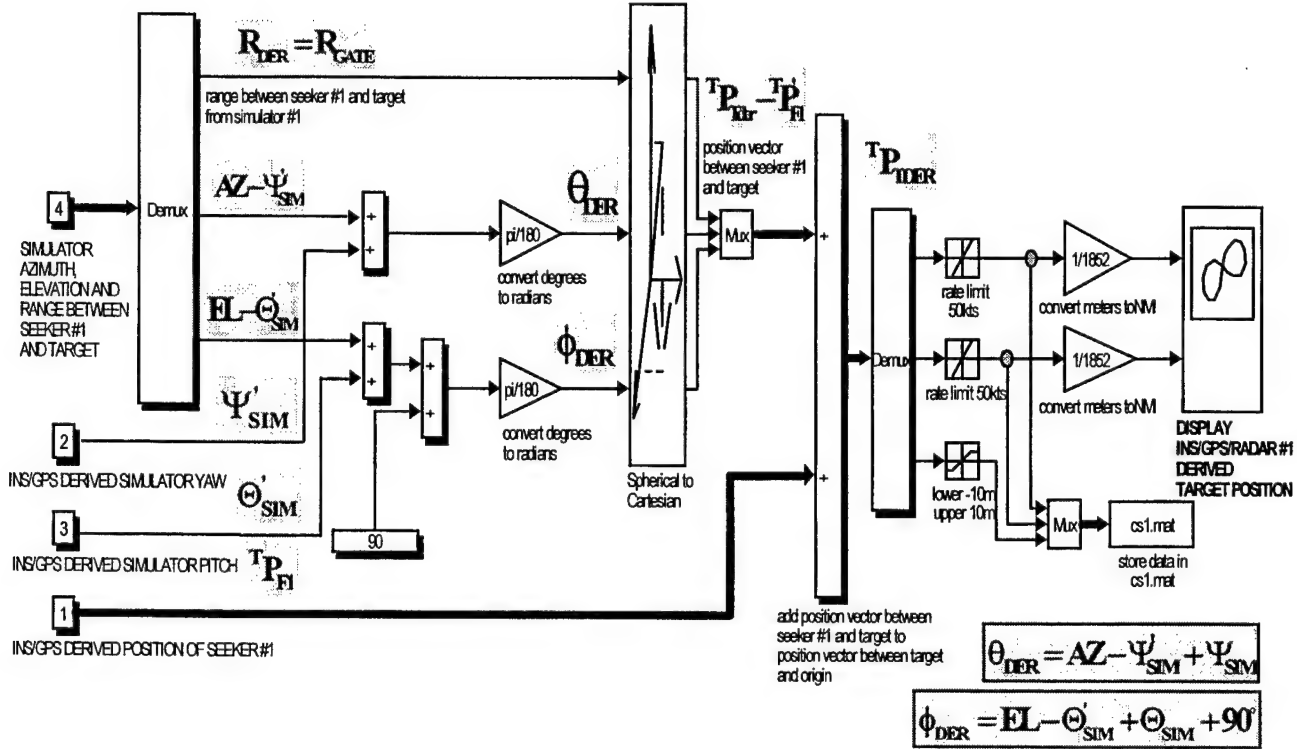 R_DER = R_GATE
range between seeker #1 and target
from simulator #1
4
SIMULATOR
AZIMUTH,
ELEVATION AND
RANGE BETWEEN
SEEKER #1
AND TARGET
Demux
AZ-Ψ'_SIM
EL-Θ'_SIM
Ψ'_SIM
2
INS/GPS DERIVED SIMULATOR YAW
Θ'_SIM
3
INS/GPS DERIVED SIMULATOR PITCH
^T P_F1
1
INS/GPS DERIVED POSITION OF SEEKER #1
+
+
+
+
+
+
90
pi/180
convert degrees
to radians
θ_DER
pi/180
convert degrees
to radians
ϕ_DER
Spherical to
Cartesian
^T P_Tder - ^T P'_F1
position vector
between seeker #1
and target
Mux
+
+
add position vector between
seeker #1 and target to
position vector between target
and origin
^T P_TDER
Demux
rate limit
50kts
rate limit 50kts
lower -10m
upper 10m
1/1852
convert meters to NMI
1/1852
convert meters to NMI
DISPLAY
INS/GPS/RADAR #1
DERIVED
TARGET POSITION
Mux
cs1.mat
store data in
cs1.mat
θ_DER = AZ-Ψ'_SIM+Ψ_SIM
ϕ_DER = EL-Θ'_SIM+Θ_SIM+90°